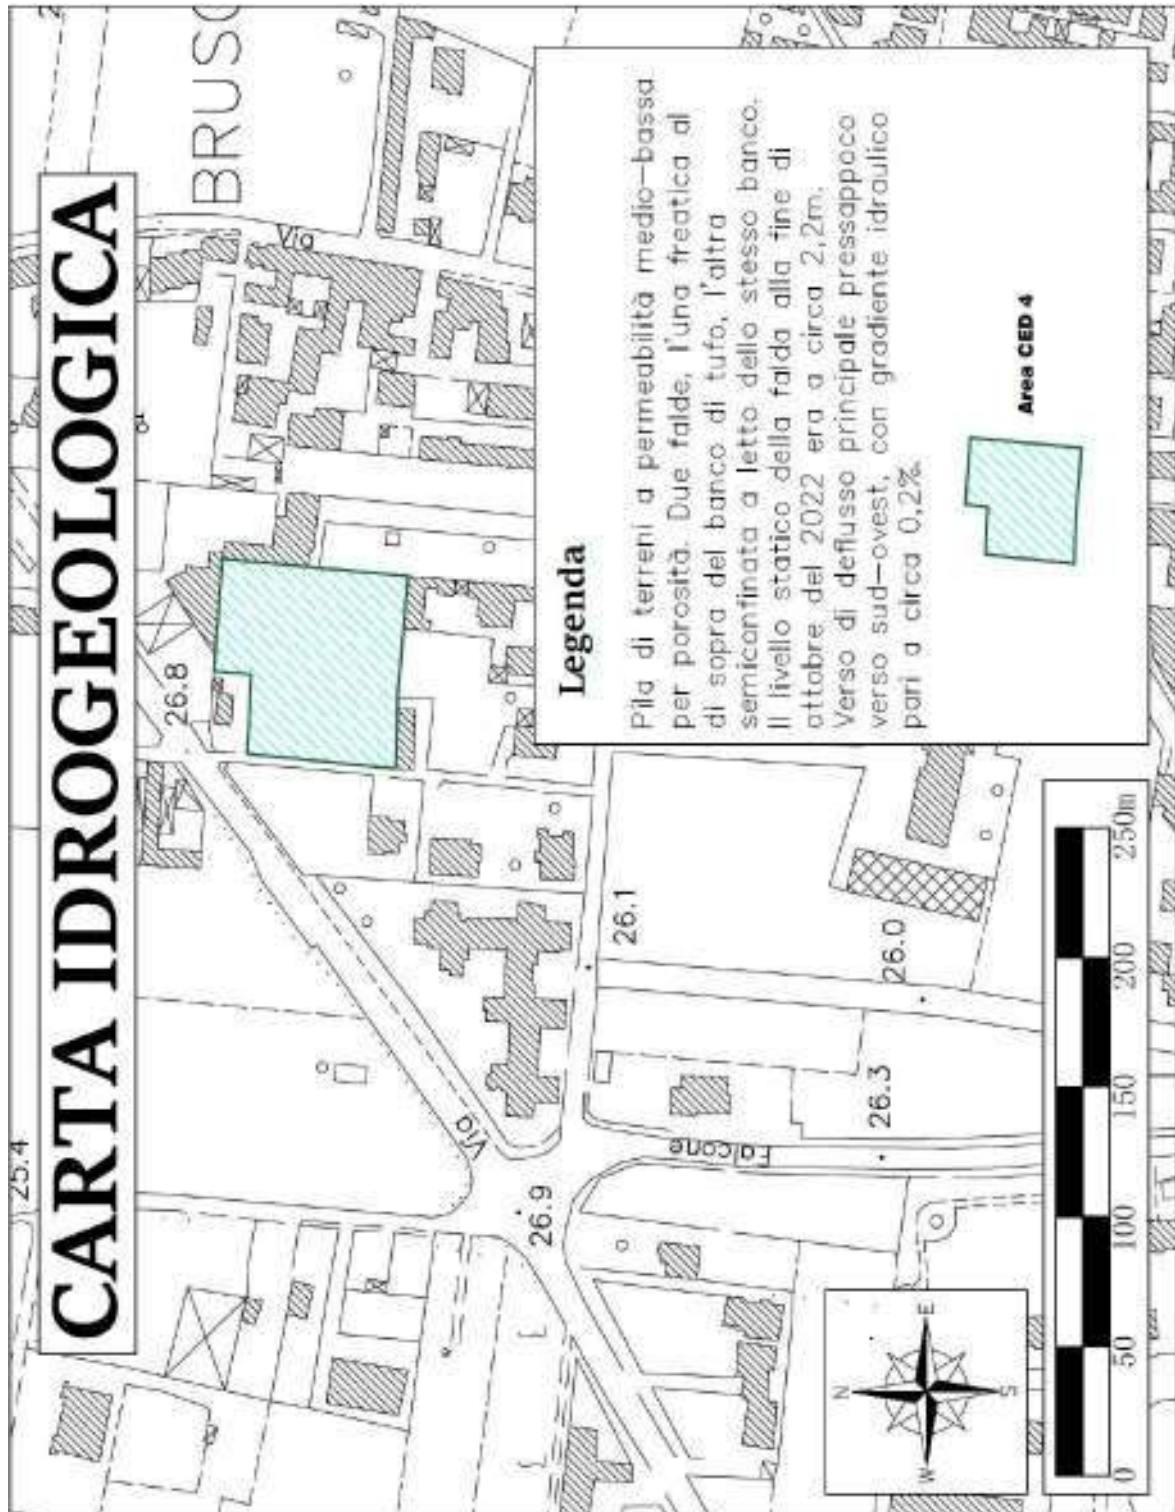 CARTA IDROGEOLOGICA
BRUSC
Via
26.8
25.4
Via
26.9
26.1
26.0
26.3
Falcone
Legenda
Pila di terreni a permeabilità medio-bassa
per porosità. Due falde, l'una freatica al
di sopra del banco di tufo, l'altra
semiconfinata a letto dello stesso banco.
Il livello statico della falda alla fine di
ottobre del 2022 era a circa 2,2m.
Verso di deflusso principale pressappoco
verso sud-ovest, con gradiente idraulico
pari a circa 0,2%.
Area CED 4
N
W
E
S
0 50 100 150 200 250m